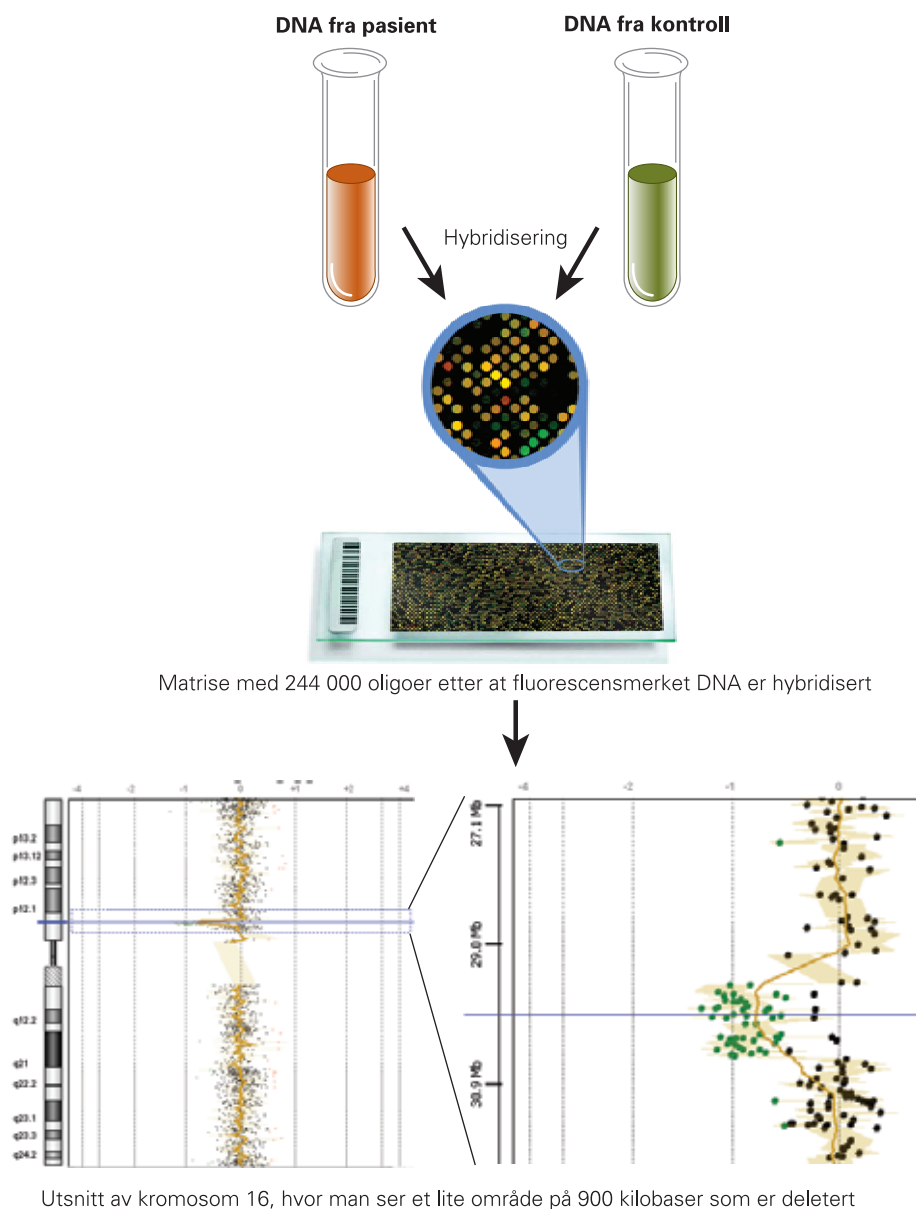 DNA fra pasient
DNA fra kontroll
Hybridisering
Matrise med 244 000 oligoer etter at fluorescensmerket DNA er hybridisert
-4
-2
-1
0
+1
+2
+4
p13.2
p13.12
p12.3
p12.1
q12.2
q21
q22.2
q23.1
q23.3
q24.2
-4
-2
-1
0
27.1 Mb
29.0 Mb
30.9 Mb
Utsnitt av kromosom 16, hvor man ser et lite område på 900 kilobaser som er deletert